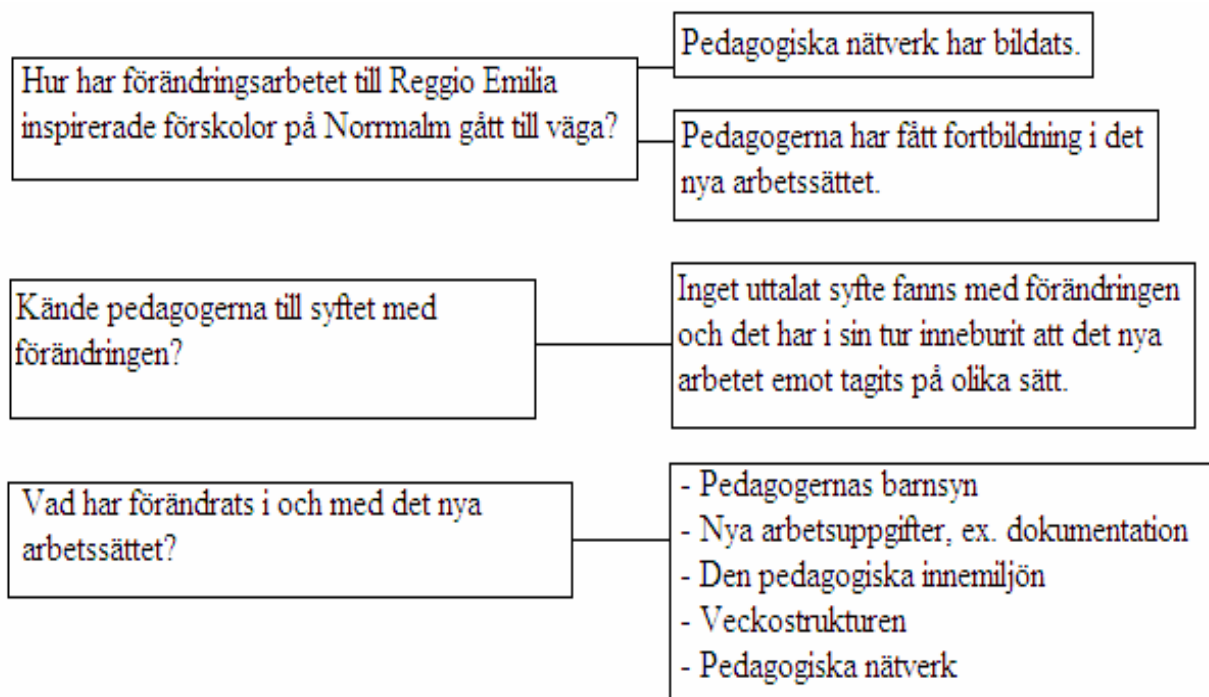 Hur har förändringsarbetet till Reggio Emilia
inspirerade förskolor på Norrmalm gått till väga?
Pedagogiska nätverk har bildats.
Pedagogerna har fått fortbildning i det
nya arbetssättet.
Kände pedagogerna till syftet med
förändringen?
Inget uttalat syfte fanns med förändringen
och det har i sin tur inneburit att det nya
arbetet emot tagits på olika sätt.
Vad har förändrats i och med det nya
arbetssättet?
- Pedagogernas barnsyn
- Nya arbetsuppgifter, ex. dokumentation
- Den pedagogiska innemiljön
- Veckostrukturen
- Pedagogiska nätverk